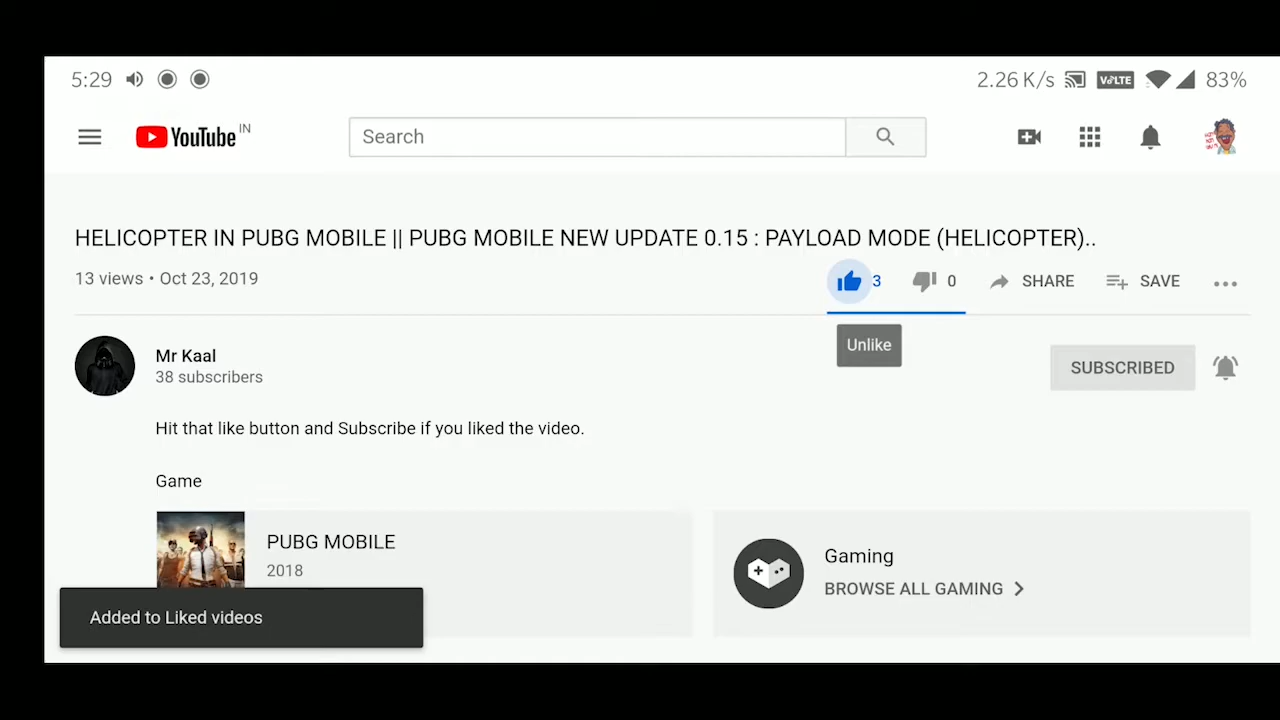 5:29 2.26 K/s VoLTE 83%
YouTube IN Search
HELICOPTER IN PUBG MOBILE || PUBG MOBILE NEW UPDATE 0.15 : PAYLOAD MODE (HELICOPTER)..
13 views • Oct 23, 2019 3 0 SHARE SAVE
Unlike
Mr Kaal
38 subscribers
SUBSCRIBED
Hit that like button and Subscribe if you liked the video.
Game
PUBG MOBILE
2018
Gaming
BROWSE ALL GAMING
Added to Liked videos